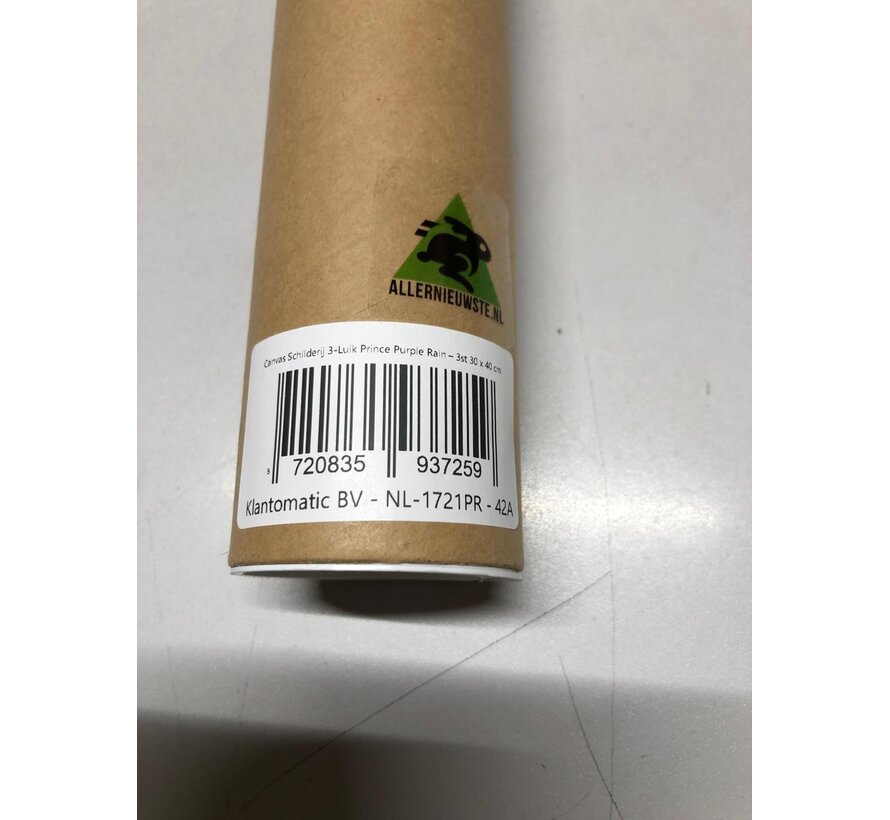 ALLERNIEUWSTE.NL
Canvas Schilderij 3-Luik Prince Purple Rain – 3st 30 x 40 cm
5 720835 937259
Klantomatic BV - NL-1721PR - 42A